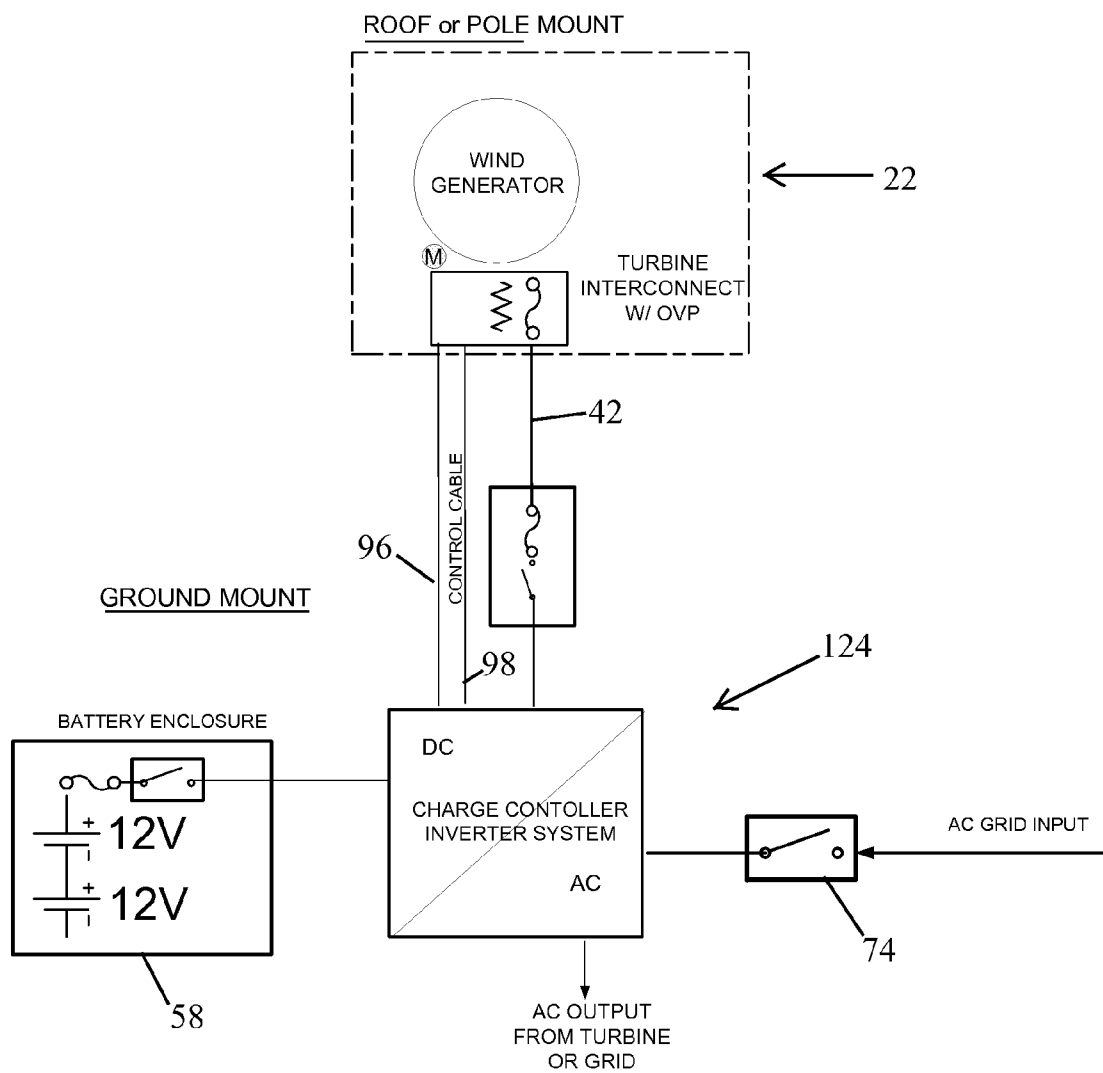 ROOF or POLE MOUNT
WIND
GENERATOR
22
M
TURBINE
INTERCONNECT
W/ OVP
42
CONTROL CABLE
96
GROUND MOUNT
98
124
BATTERY ENCLOSURE
DC
CHARGE CONTOLLER
INVERTER SYSTEM
AC
+ 12V
-
+ 12V
-
AC GRID INPUT
74
58
AC OUTPUT
FROM TURBINE
OR GRID